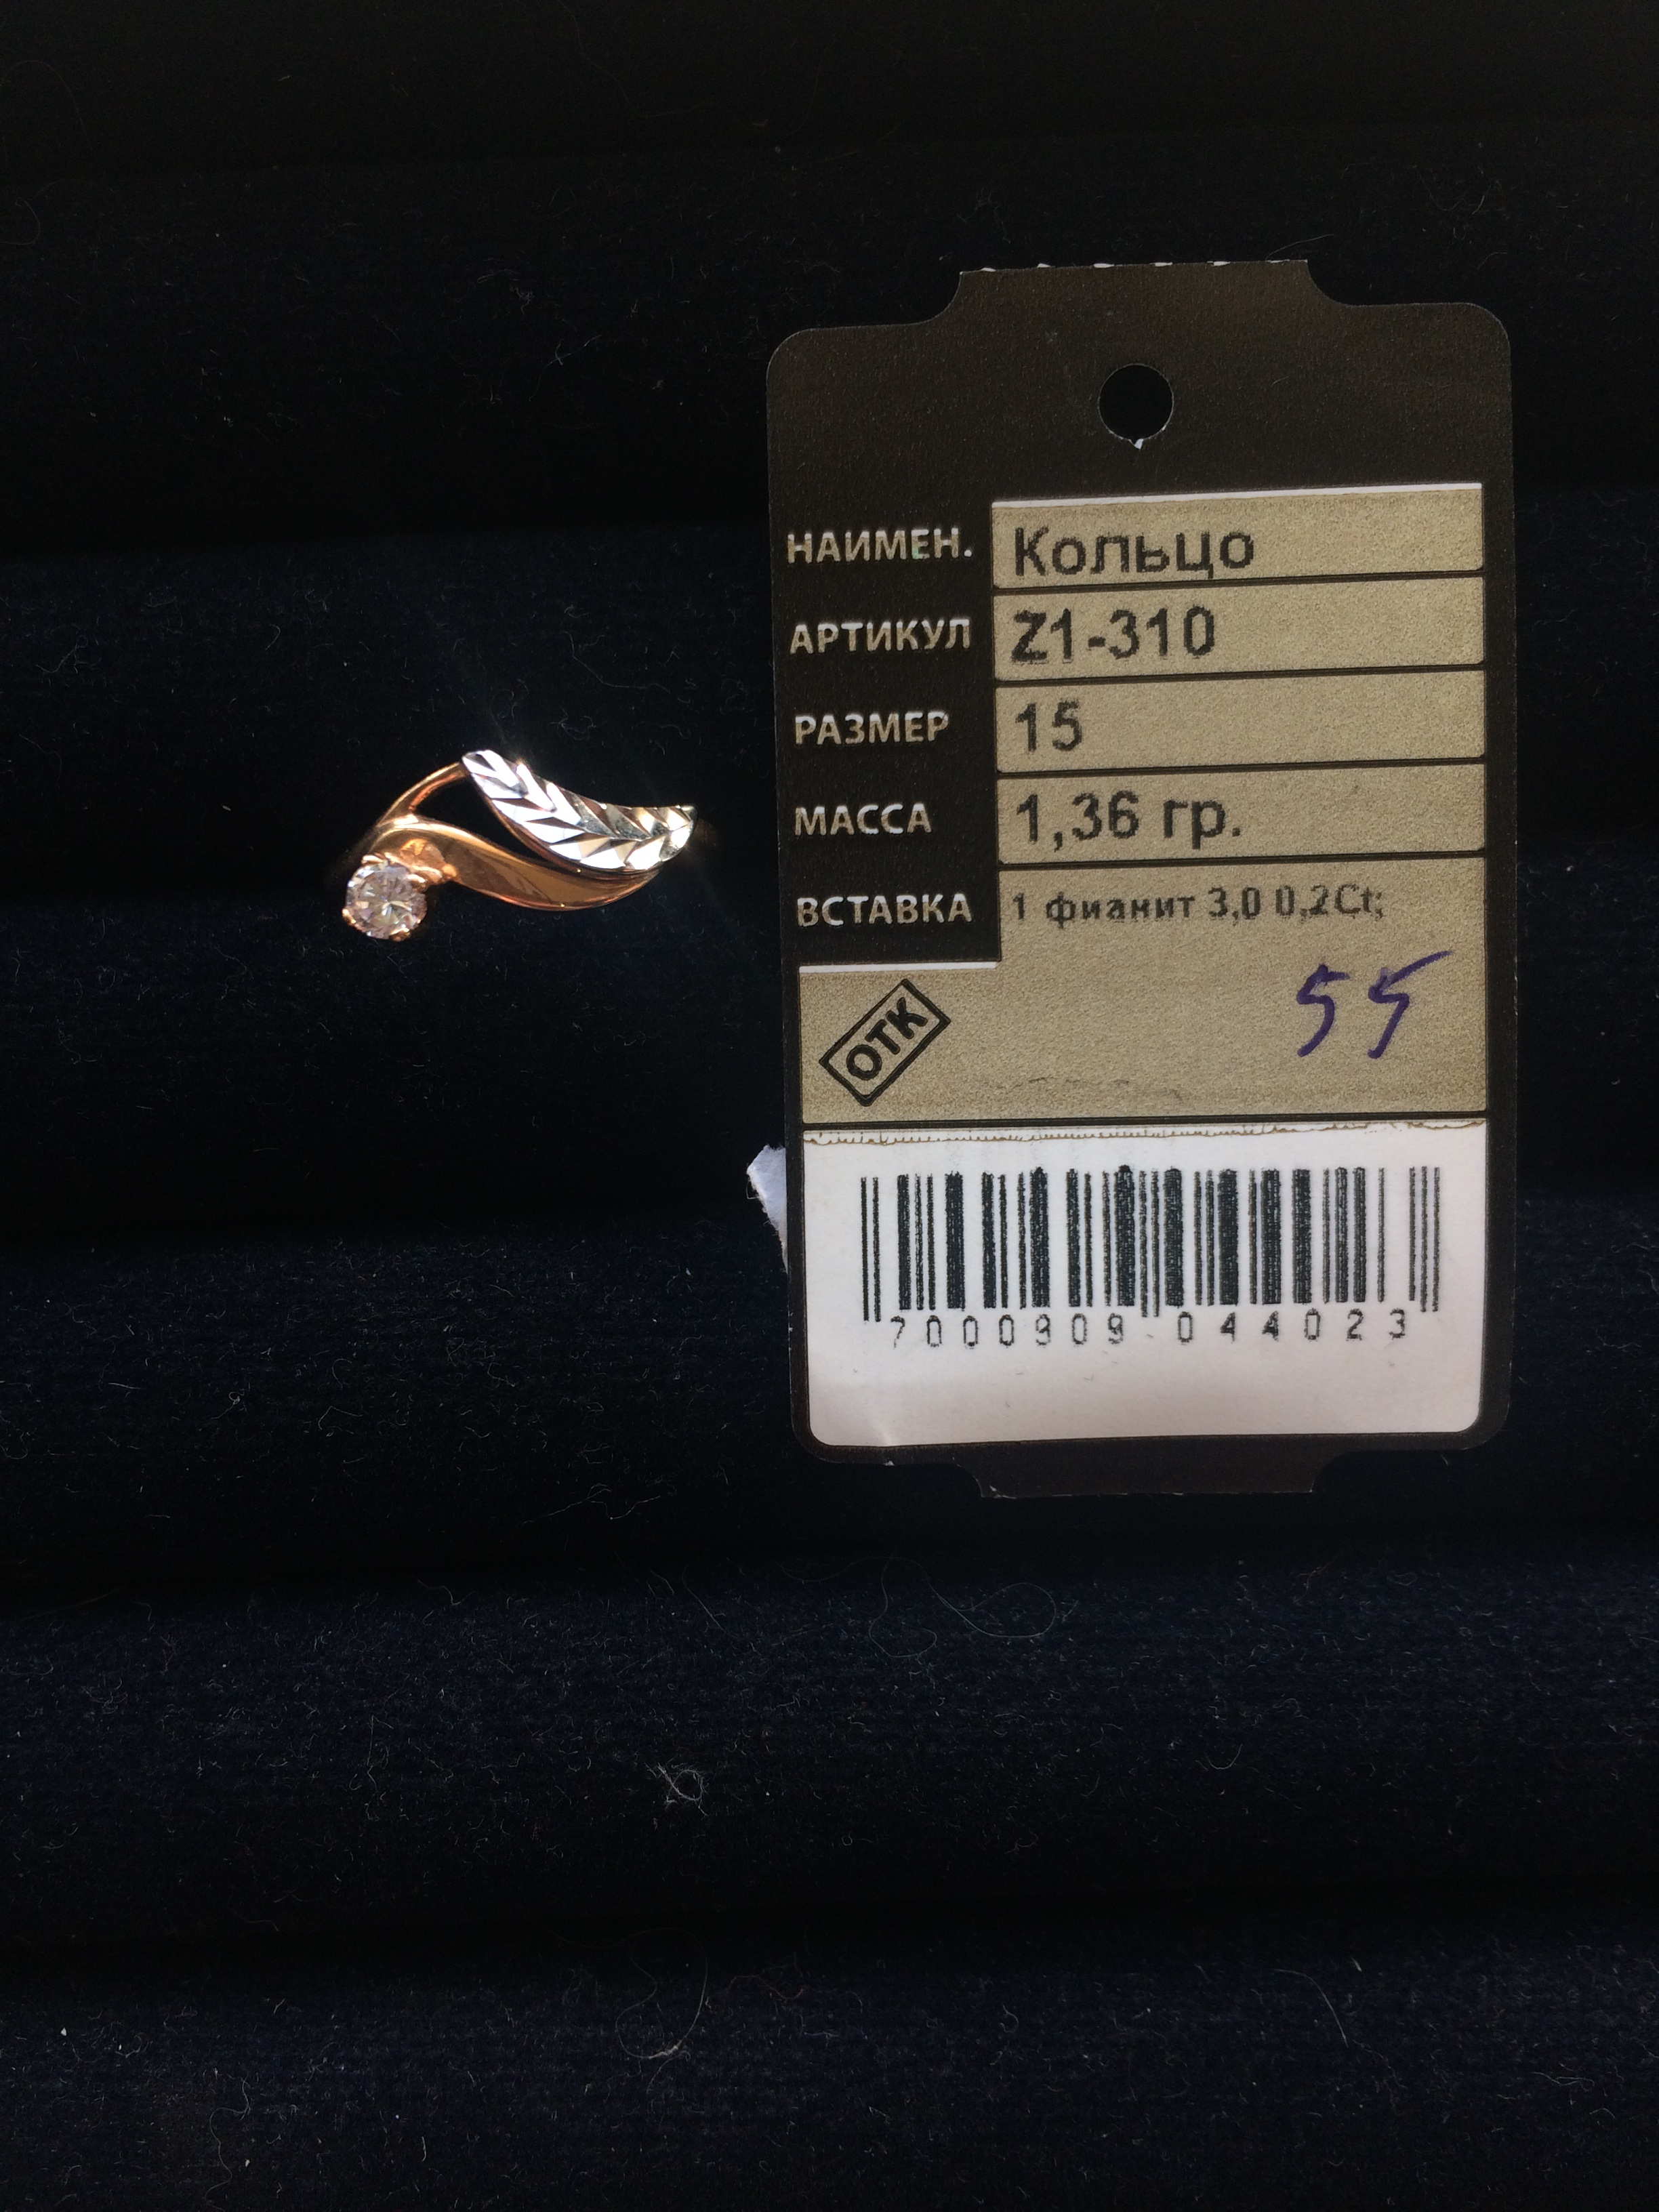 НАИМЕН. Кольцо
АРТИКУЛ Z1-310
РАЗМЕР 15
МАССА 1,36 гр.
ВСТАВКА 1 фианит 3,0 0,2Ct;
55
ОТК
7000909 044023